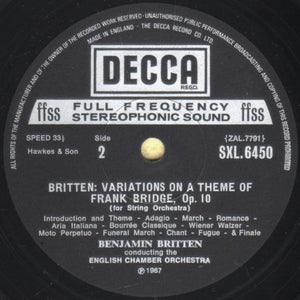 ALL RIGHTS OF THE MANUFACTURER AND OF THE OWNER OF THE RECORDED WORK RESERVED
MADE IN ENGLAND, THE DECCA RECORD CO. LTD.
UNAUTHORISED PUBLIC PERFORMANCE BROADCASTING AND COPYING OF THIS RECORD PROHIBITED
DECCA
REGD.
ffss
FULL FREQUENCY
STEREOPHONIC SOUND
ffss
SPEED 33⅓
Side
(ZAL.7791)
Hawkes & Son
2
SXL.6450
BRITTEN: VARIATIONS ON A THEME OF
FRANK BRIDGE, Op. 10
(for String Orchestra)
Introduction and Theme - Adagio - March - Romance -
Aria Italiana - Bourrée Classique - Wiener Walzer -
Moto Perpetuo - Funeral March - Chant - Fugue - & Finale
BENJAMIN BRITTEN
conducting the
ENGLISH CHAMBER ORCHESTRA
℗ 1967